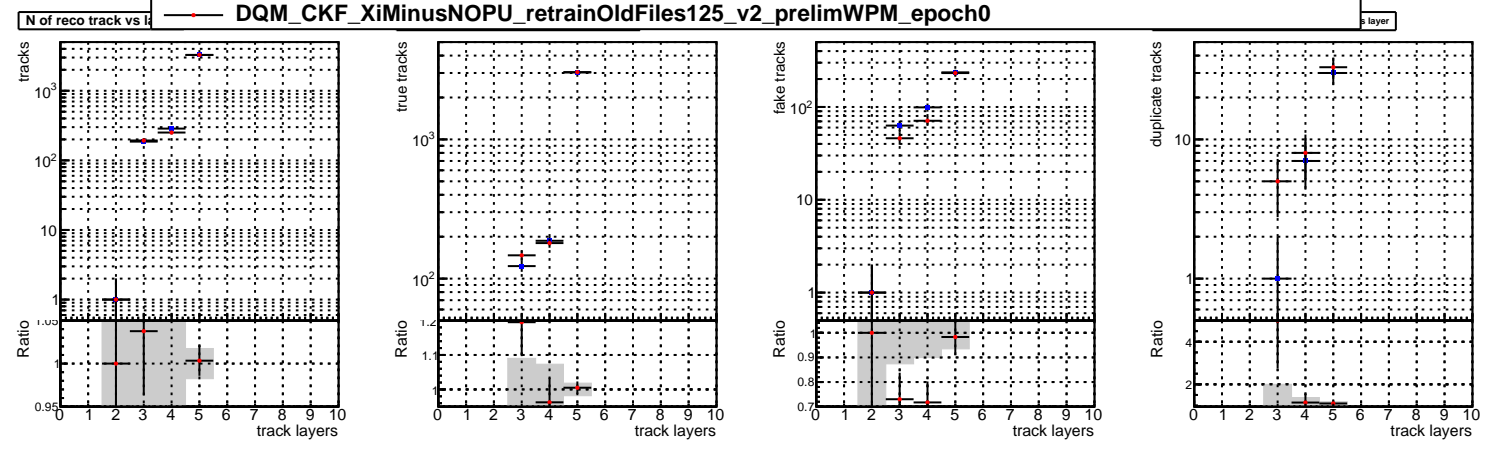 DQM_CKF_XiMinusNOPU_retrainOldFiles125_v2_prelimWPM_epoch0
N of reco track vs la
s layer
tracks
10³
10²
10
1
Ratio
1.05
1
0.95
0 1 2 3 4 5 6 7 8 9 10
track layers
true tracks
10³
10²
Ratio
1.2
1.1
1
0 1 2 3 4 5 6 7 8 9 10
track layers
fake tracks
10²
10
1
Ratio
1
0.9
0.8
0.7
0 1 2 3 4 5 6 7 8 9 10
track layers
duplicate tracks
10
1
Ratio
4
2
0 1 2 3 4 5 6 7 8 9 10
track layers